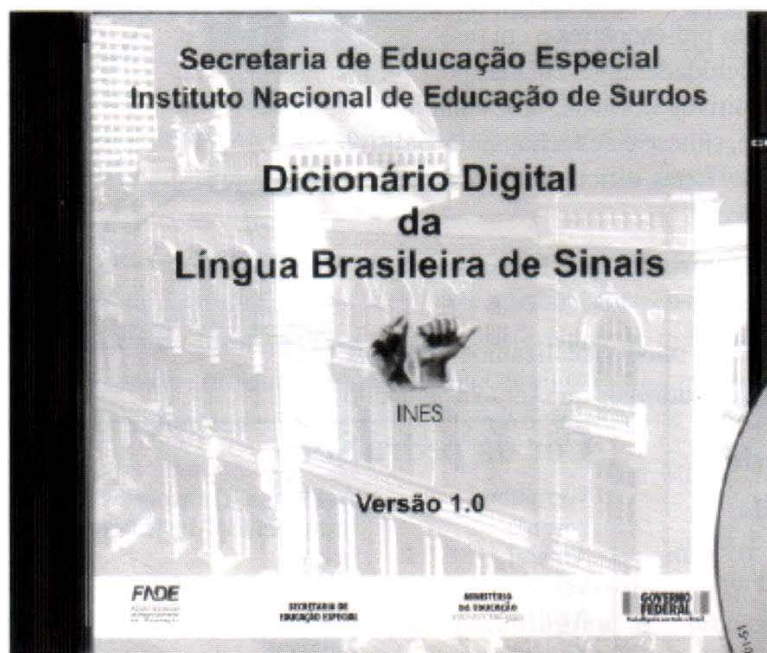 Secretaria de Educação Especial
Instituto Nacional de Educação de Surdos
Dicionário Digital
da
Língua Brasileira de Sinais
INES
Versão 1.0
FNDE
SECRETARIA DE
EDUCAÇÃO ESPECIAL
MINISTÉRIO
DA EDUCAÇÃO
GOVERNO
FEDERAL